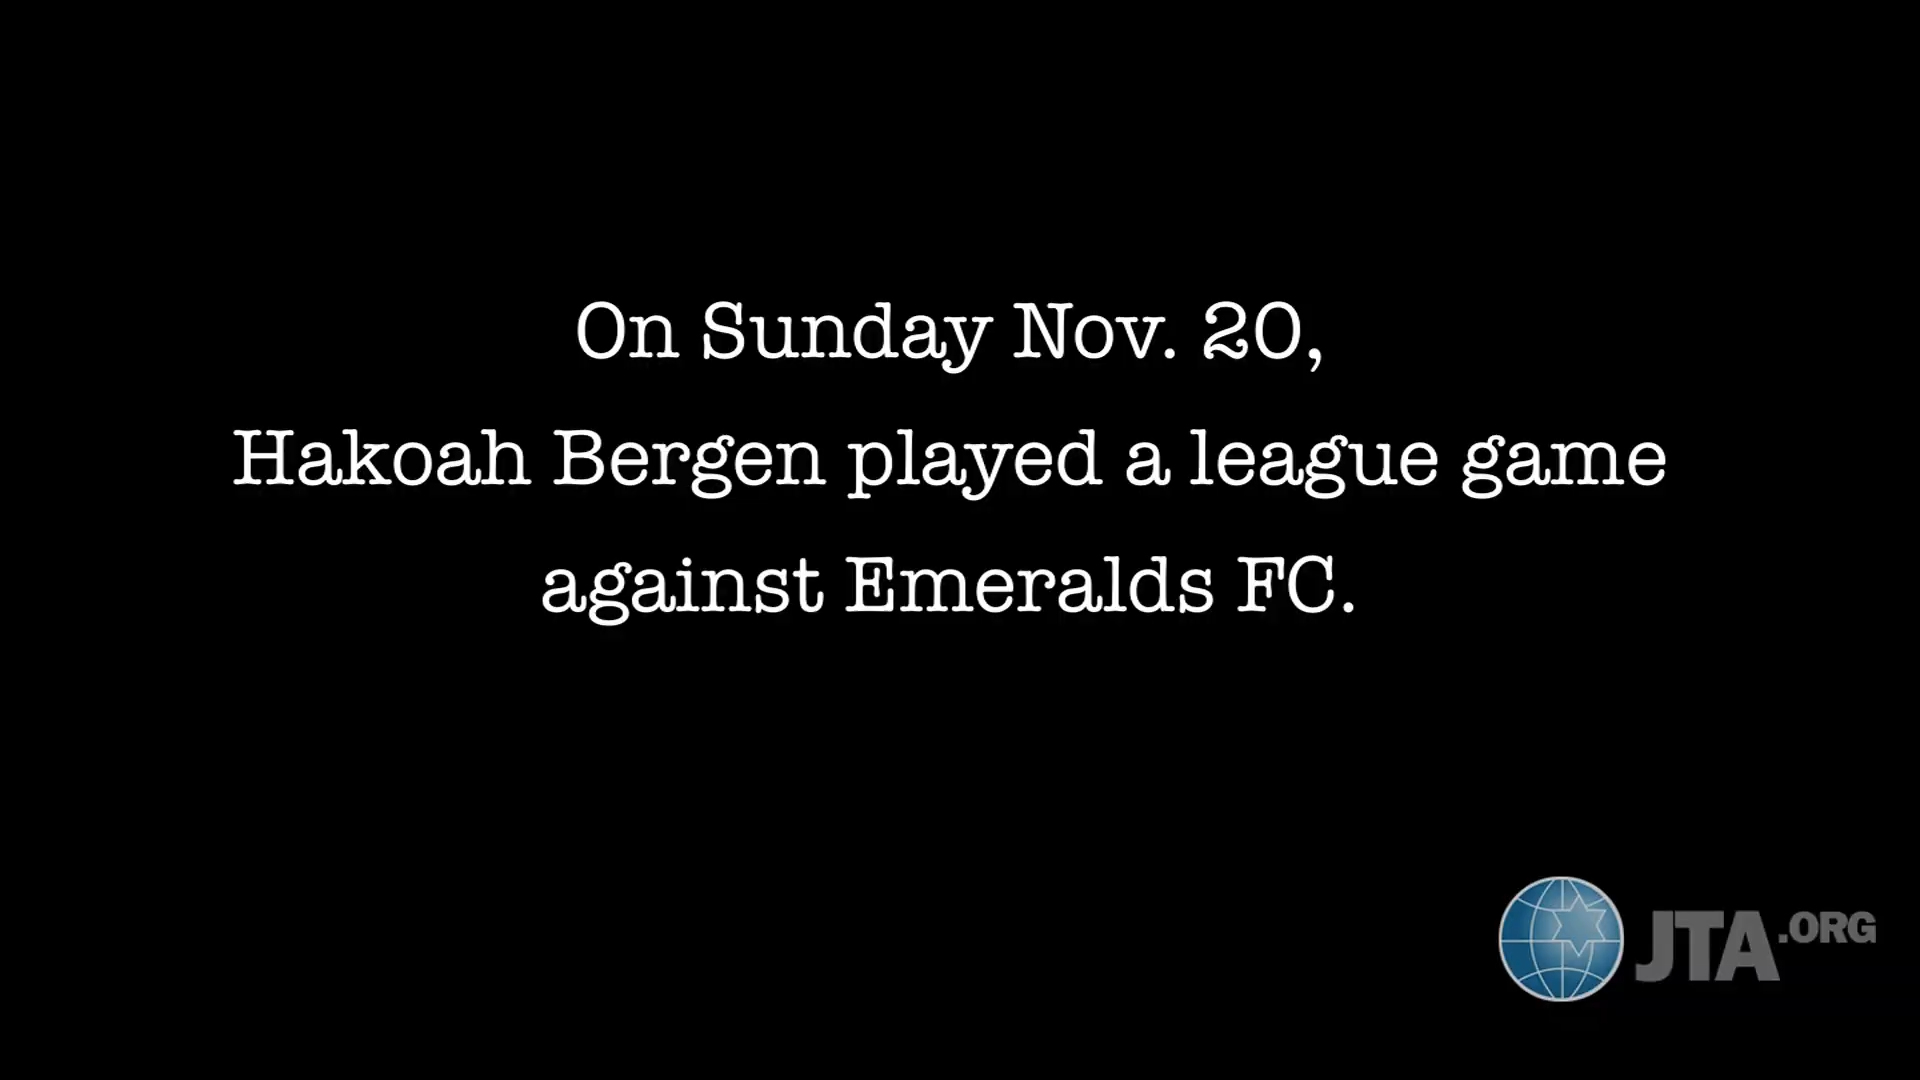 On Sunday Nov. 20,
Hakoah Bergen played a league game
against Emeralds FC.
JTA.ORG